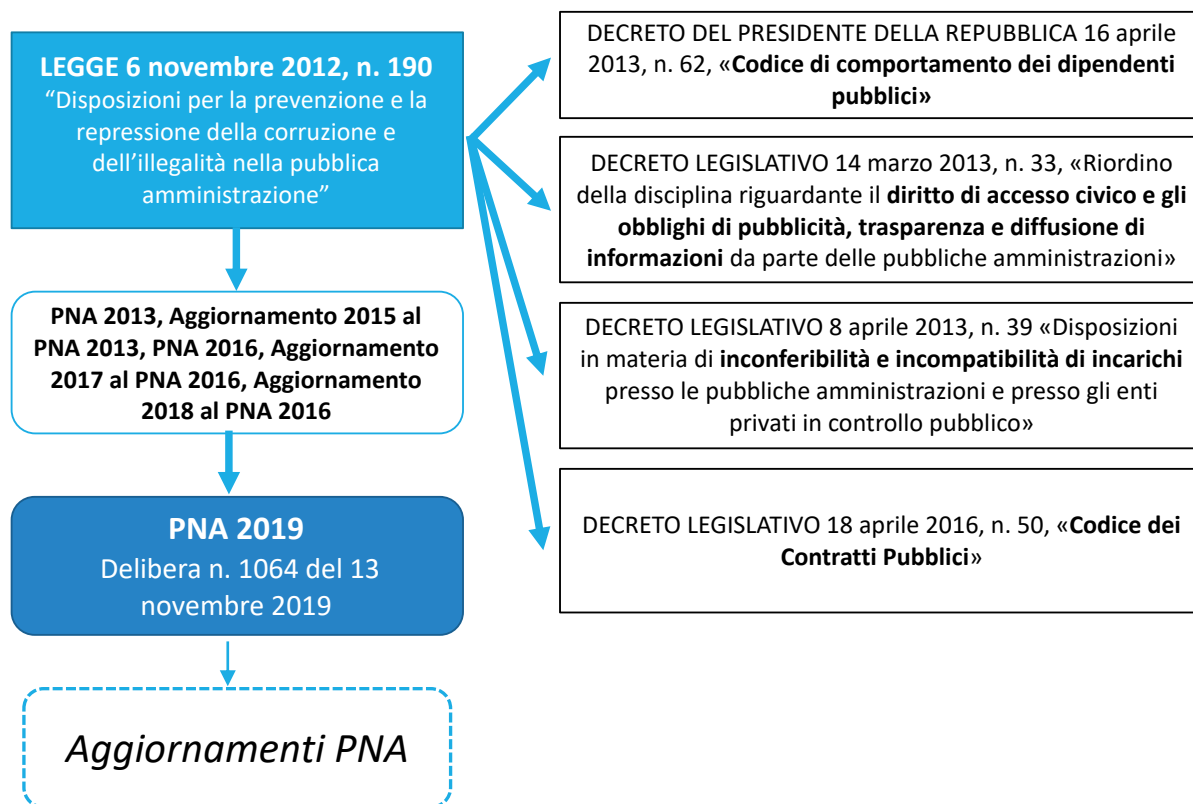 LEGGE 6 novembre 2012, n. 190
“Disposizioni per la prevenzione e la
repressione della corruzione e
dell’illegalità nella pubblica
amministrazione”
PNA 2013, Aggiornamento 2015 al
PNA 2013, PNA 2016, Aggiornamento
2017 al PNA 2016, Aggiornamento
2018 al PNA 2016
PNA 2019
Delibera n. 1064 del 13
novembre 2019
Aggiornamenti PNA
DECRETO DEL PRESIDENTE DELLA REPUBBLICA 16 aprile
2013, n. 62, «Codice di comportamento dei dipendenti
pubblici»
DECRETO LEGISLATIVO 14 marzo 2013, n. 33, «Riordino
della disciplina riguardante il diritto di accesso civico e gli
obblighi di pubblicità, trasparenza e diffusione di
informazioni da parte delle pubbliche amministrazioni»
DECRETO LEGISLATIVO 8 aprile 2013, n. 39 «Disposizioni
in materia di inconferibilità e incompatibilità di incarichi
presso le pubbliche amministrazioni e presso gli enti
privati in controllo pubblico»
DECRETO LEGISLATIVO 18 aprile 2016, n. 50, «Codice dei
Contratti Pubblici»